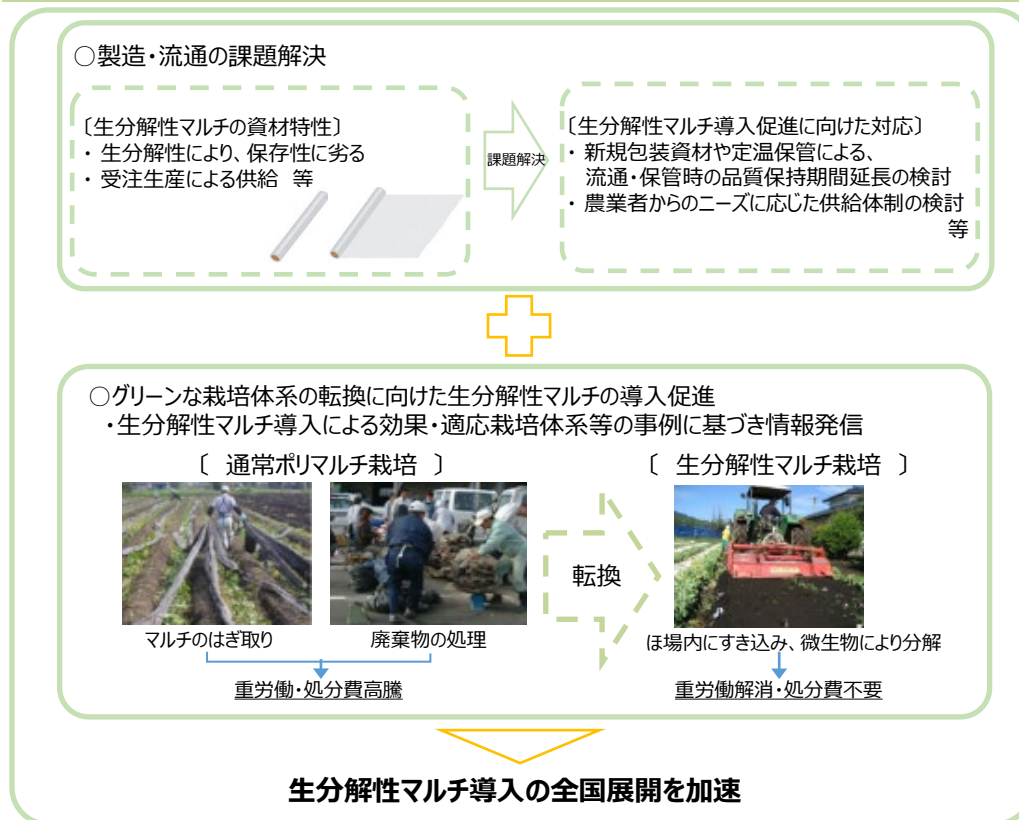 ○製造・流通の課題解決
〔生分解性マルチの資材特性〕
・ 生分解性により、保存性に劣る
・ 受注生産による供給 等
課題解決
〔生分解性マルチ導入促進に向けた対応〕
・ 新規包装資材や定温保管による、
流通・保管時の品質保持期間延長の検討
・ 農業者からのニーズに応じた供給体制の検討
等
○グリーンな栽培体系の転換に向けた生分解性マルチの導入促進
・生分解性マルチ導入による効果・適応栽培体系等の事例に基づき情報発信
〔 通常ポリマルチ栽培 〕
〔 生分解性マルチ栽培 〕
転換
マルチのはぎ取り
廃棄物の処理
ほ場内にすき込み、微生物により分解
重労働・処分費高騰
重労働解消・処分費不要
生分解性マルチ導入の全国展開を加速